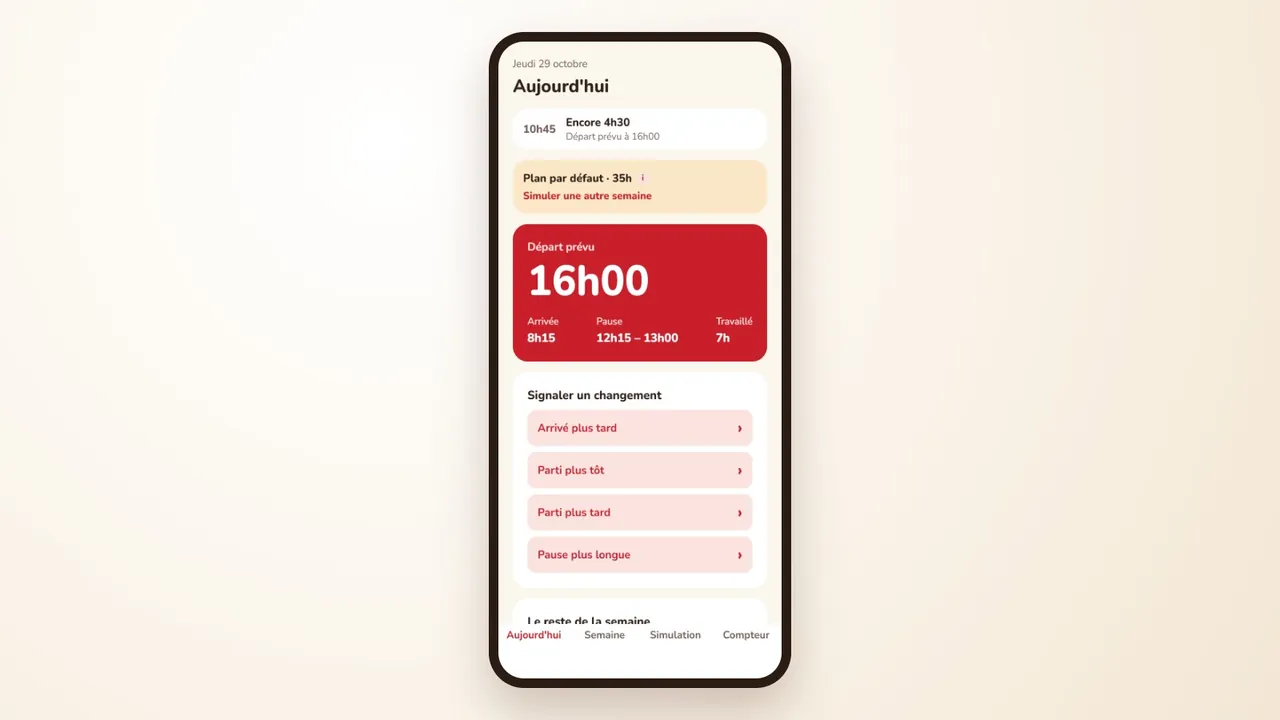 Jeudi 29 octobre
Aujourd'hui
10h45
Encore 4h30
Départ prévu à 16h00
Plan par défaut · 35h i
Simuler une autre semaine
Départ prévu
16h00
Arrivée Pause Travaillé
8h15 12h15 – 13h00 7h
Signaler un changement
Arrivé plus tard ›
Parti plus tôt ›
Parti plus tard ›
Pause plus longue ›
Le reste de la semaine
Aujourd'hui Semaine Simulation Compteur